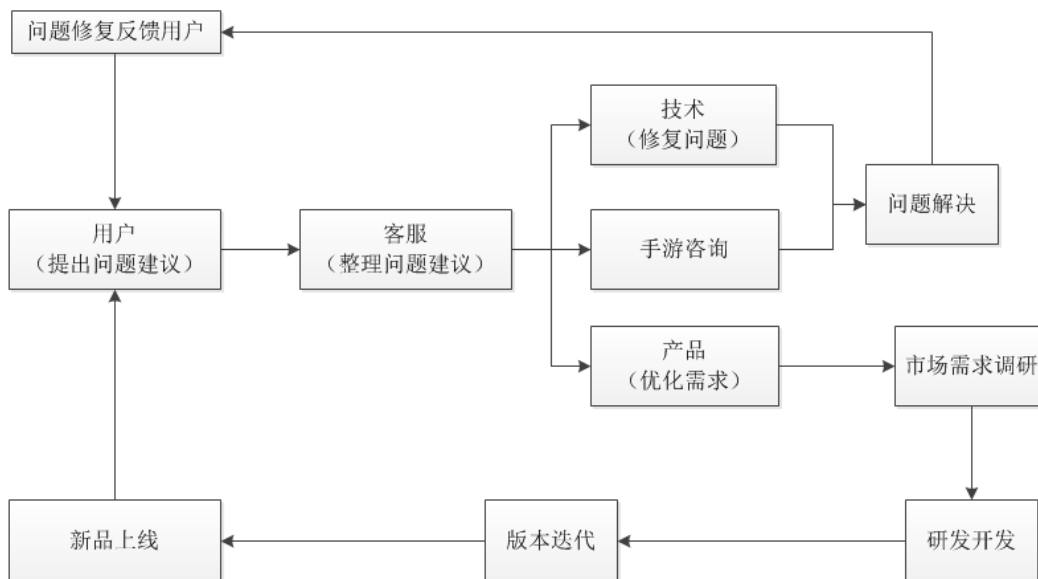 问题修复反馈用户
技术
（修复问题）
问题解决
用户
（提出问题建议）
客服
（整理问题建议）
手游咨询
产品
（优化需求）
市场需求调研
新品上线
版本迭代
研发开发